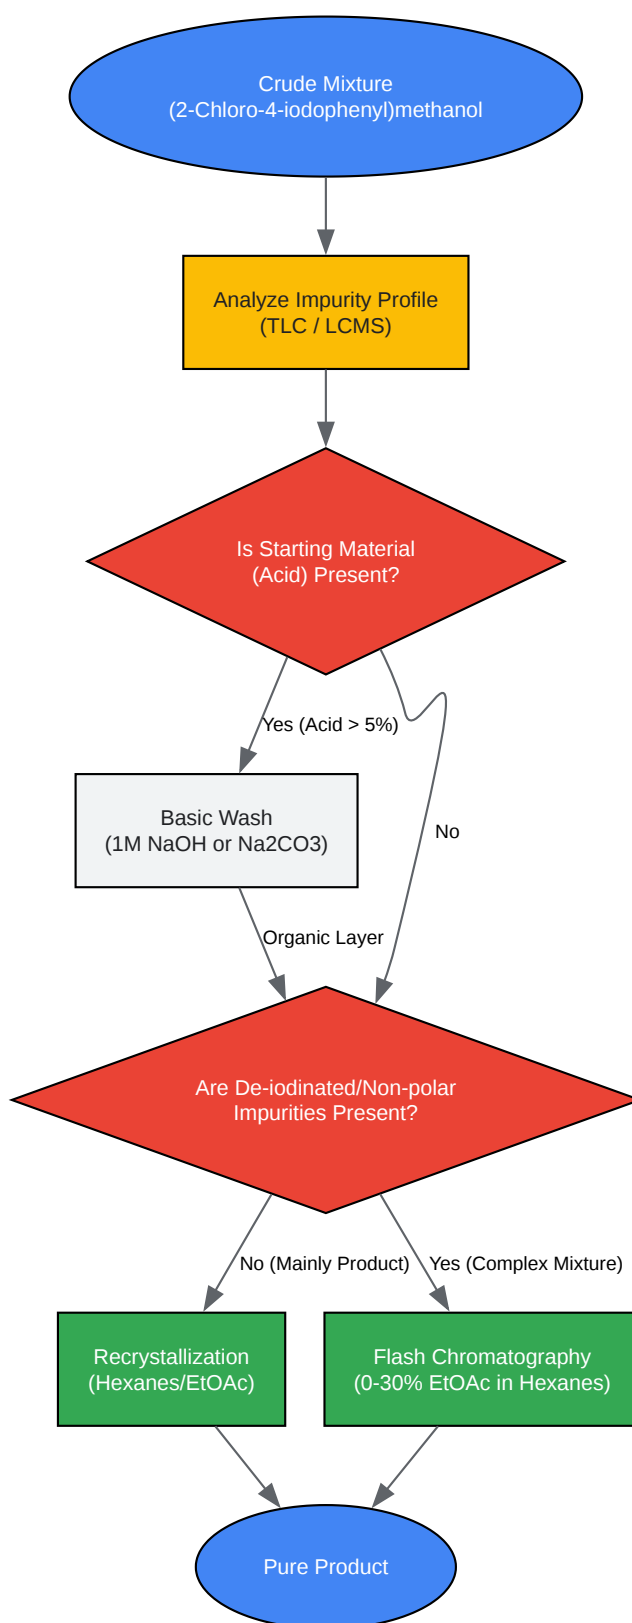 Crude Mixture
(2-Chloro-4-iodophenyl)methanol
Analyze Impurity Profile
(TLC / LCMS)
Is Starting Material
(Acid) Present?
Yes (Acid > 5%)
Basic Wash
(1M NaOH or Na2CO3)
No
Organic Layer
Are De-iodinated/Non-polar
Impurities Present?
No (Mainly Product)
Yes (Complex Mixture)
Recrystallization
(Hexanes/EtOAc)
Flash Chromatography
(0-30% EtOAc in Hexanes)
Pure Product